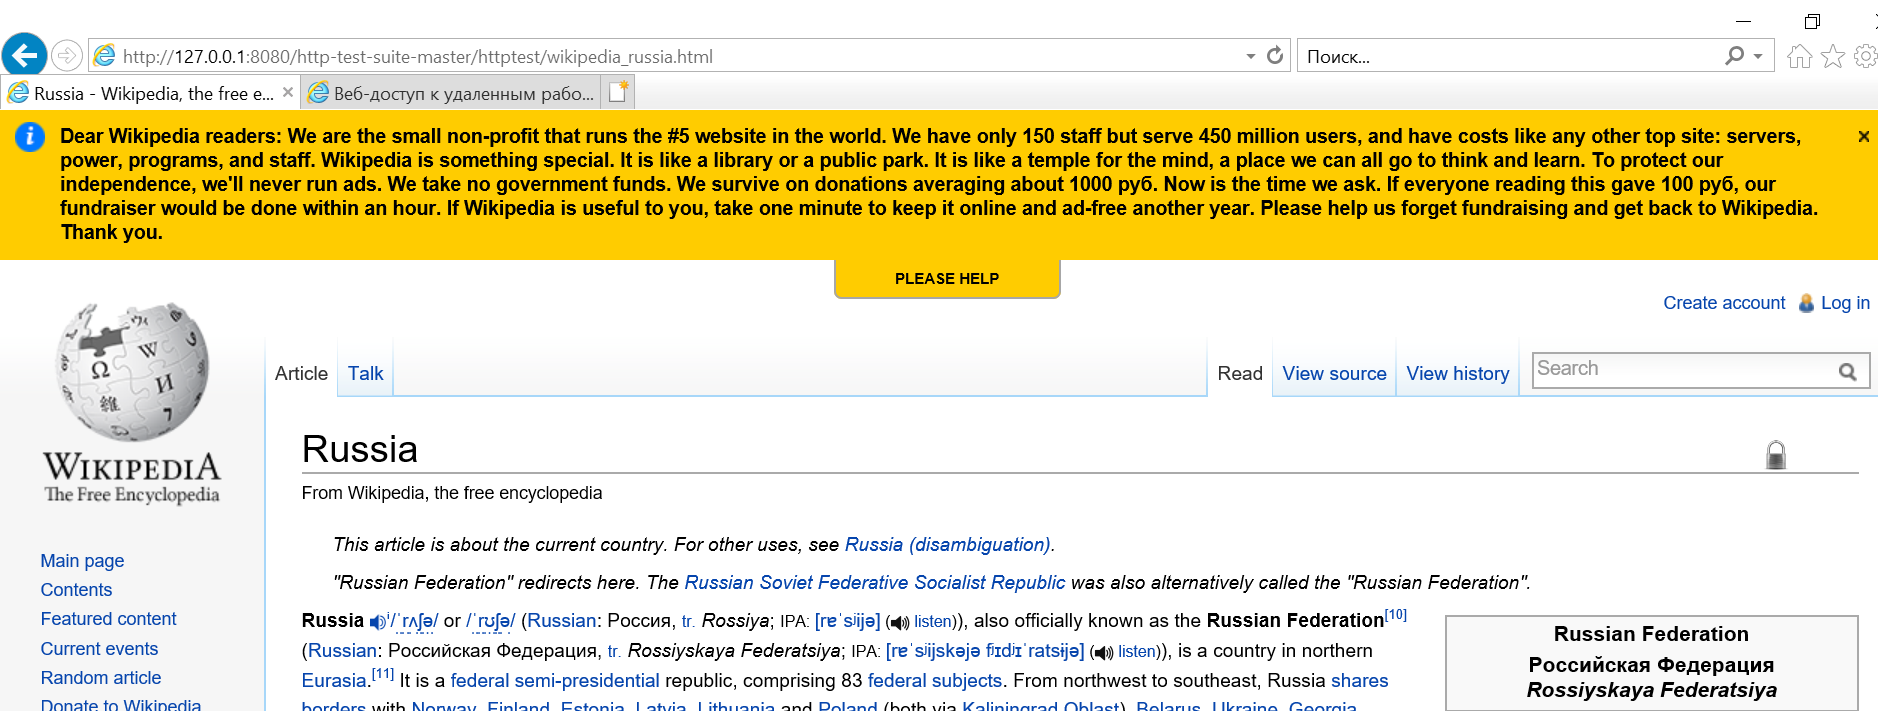 http://127.0.0.1:8080/http-test-suite-master/httptest/wikipedia_russia.html
Поиск...
Russia - Wikipedia, the free e...
Веб-доступ к удаленным рабо...
Dear Wikipedia readers: We are the small non-profit that runs the #5 website in the world. We have only 150 staff but serve 450 million users, and have costs like any other top site: servers,
power, programs, and staff. Wikipedia is something special. It is like a library or a public park. It is like a temple for the mind, a place we can all go to think and learn. To protect our
independence, we'll never run ads. We take no government funds. We survive on donations averaging about 1000 руб. Now is the time we ask. If everyone reading this gave 100 руб, our
fundraiser would be done within an hour. If Wikipedia is useful to you, take one minute to keep it online and ad-free another year. Please help us forget fundraising and get back to Wikipedia.
Thank you.
PLEASE HELP
Create account Log in
WIKIPEDIA
The Free Encyclopedia
Article Talk Read View source View history Search
Russia
From Wikipedia, the free encyclopedia
This article is about the current country. For other uses, see Russia (disambiguation).
"Russian Federation" redirects here. The Russian Soviet Federative Socialist Republic was also alternatively called the "Russian Federation".
Russia i/ˈrʌʃə/ or /ˈrʊʃə/ (Russian: Россия, tr. Rossiya; IPA: [rɐˈsʲijə] (listen)), also officially known as the Russian Federation[10]
(Russian: Российская Федерация, tr. Rossiyskaya Federatsiya; IPA: [rɐˈsʲijskəjə fʲɪdʲɪˈratsɨjə] (listen)), is a country in northern
Eurasia.[11] It is a federal semi-presidential republic, comprising 83 federal subjects. From northwest to southeast, Russia shares
borders with Norway, Finland, Estonia, Latvia, Lithuania and Poland (both via Kaliningrad Oblast), Belarus, Ukraine, Georgia,
Russian Federation
Российская Федерация
Rossiyskaya Federatsiya
Main page
Contents
Featured content
Current events
Random article
Donate to Wikipedia